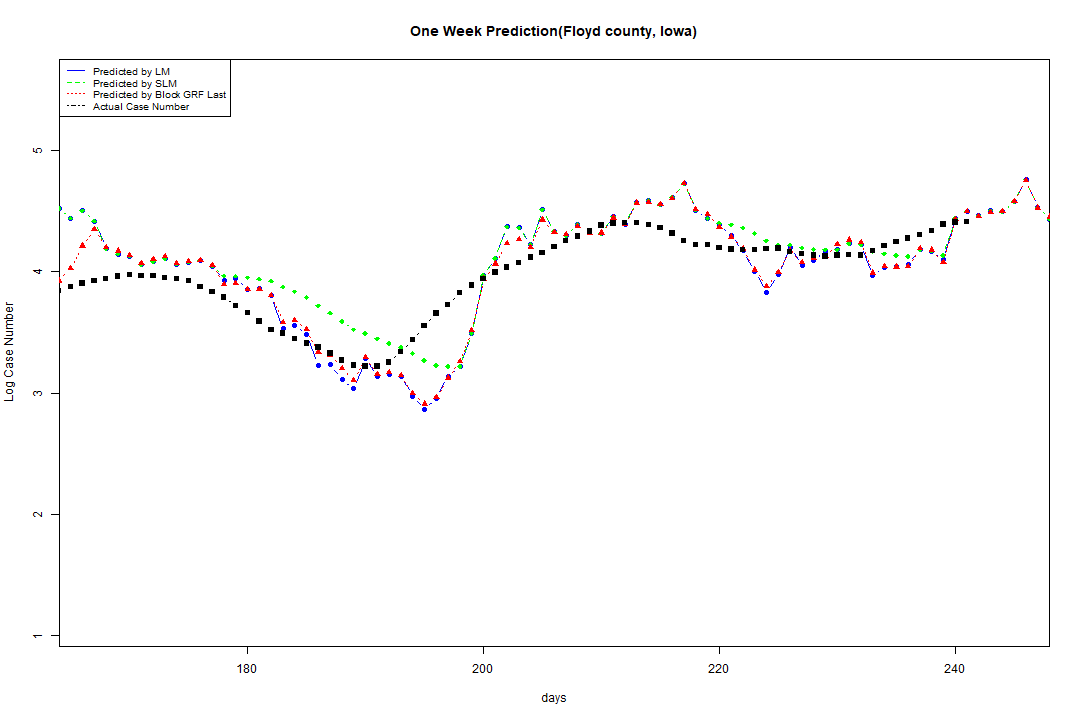 One Week Prediction(Floyd county, Iowa)
Predicted by LM
Predicted by SLM
Predicted by Block GRF Last
Actual Case Number
5
4
3
2
1
Log Case Number
180
200
220
240
days